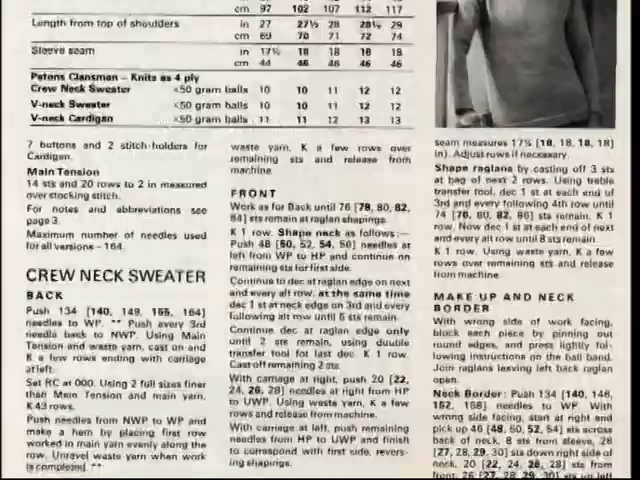 cm 97 102 107 112 117
Length from top of shoulders in 27 27½ 28 28½ 29
cm 69 70 71 72 74
Sleeve seam in 17½ 18 18 18 18
cm 44 46 46 46 46
Patons Clansman – Knits as 4 ply
Crew Neck Sweater x50 gram balls 10 10 11 12 12
V-neck Sweater x50 gram balls 10 10 11 12 12
V-neck Cardigan x50 gram balls 11 11 12 13 13
7 buttons and 2 stitch-holders for
Cardigan.
Main Tension
14 sts and 20 rows to 2 in measured
over stocking stitch.
For notes and abbreviations see
page 3.
Maximum number of needles used
for all versions – 164.
CREW NECK SWEATER
BACK
Push 134 [140, 149, 155, 164]
needles to WP. ** Push every 3rd
needle back to NWP. Using Main
Tension and waste yarn, cast on and
K a few rows ending with carriage
at left.
Set RC at 000. Using 2 full sizes finer
than Main Tension and main yarn,
K 43 rows.
Push needles from NWP to WP and
make a hem by placing first row
worked in main yarn evenly along the
row. Unravel waste yarn when work
is completed. **
waste yarn, K a few rows over
remaining sts and release from
machine.
FRONT
Work as for Back until 76 [78, 80, 82,
84] sts remain at raglan shapings.
K 1 row. Shape neck as follows:—
Push 48 [50, 52, 54, 56] needles at
left from WP to HP and continue on
remaining sts for first side.
Continue to dec at raglan edge on next
and every alt row, at the same time
dec 1 st at neck edge on 3rd and every
following alt row until 5 sts remain.
Continue dec at raglan edge only
until 2 sts remain, using double
transfer tool for last dec. K 1 row.
Cast off remaining 2 sts.
With carriage at right, push 20 [22,
24, 26, 28] needles at right from HP
to UWP. Using waste yarn, K a few
rows and release from machine.
With carriage at left, push remaining
needles from HP to UWP and finish
to correspond with first side, revers-
ing shapings.
seam measures 17½ [18, 18, 18, 18]
in). Adjust rows if necessary.
Shape raglans by casting off 3 sts
at beg of next 2 rows. Using treble
transfer tool, dec 1 st at each end of
3rd and every following 4th row until
74 [76, 80, 82, 86] sts remain. K 1
row. Now dec 1 st at each end of next
and every alt row until 8 sts remain.
K 1 row. Using waste yarn, K a few
rows over remaining sts and release
from machine.
MAKE UP AND NECK
BORDER
With wrong side of work facing,
block each piece by pinning out
round edges, and press lightly fol-
lowing instructions on the ball band.
Join raglans leaving left back raglan
open.
Neck Border: Push 134 [140, 146,
152, 158] needles to WP. With
wrong side facing, start at right end
pick up 46 [48, 50, 52, 54] sts across
back of neck, 8 sts from sleeve, 26
[27, 28, 29, 30] sts down right side of
neck, 20 [22, 24, 26, 28] sts from
front, 26 [27, 28, 29, 30] sts up left